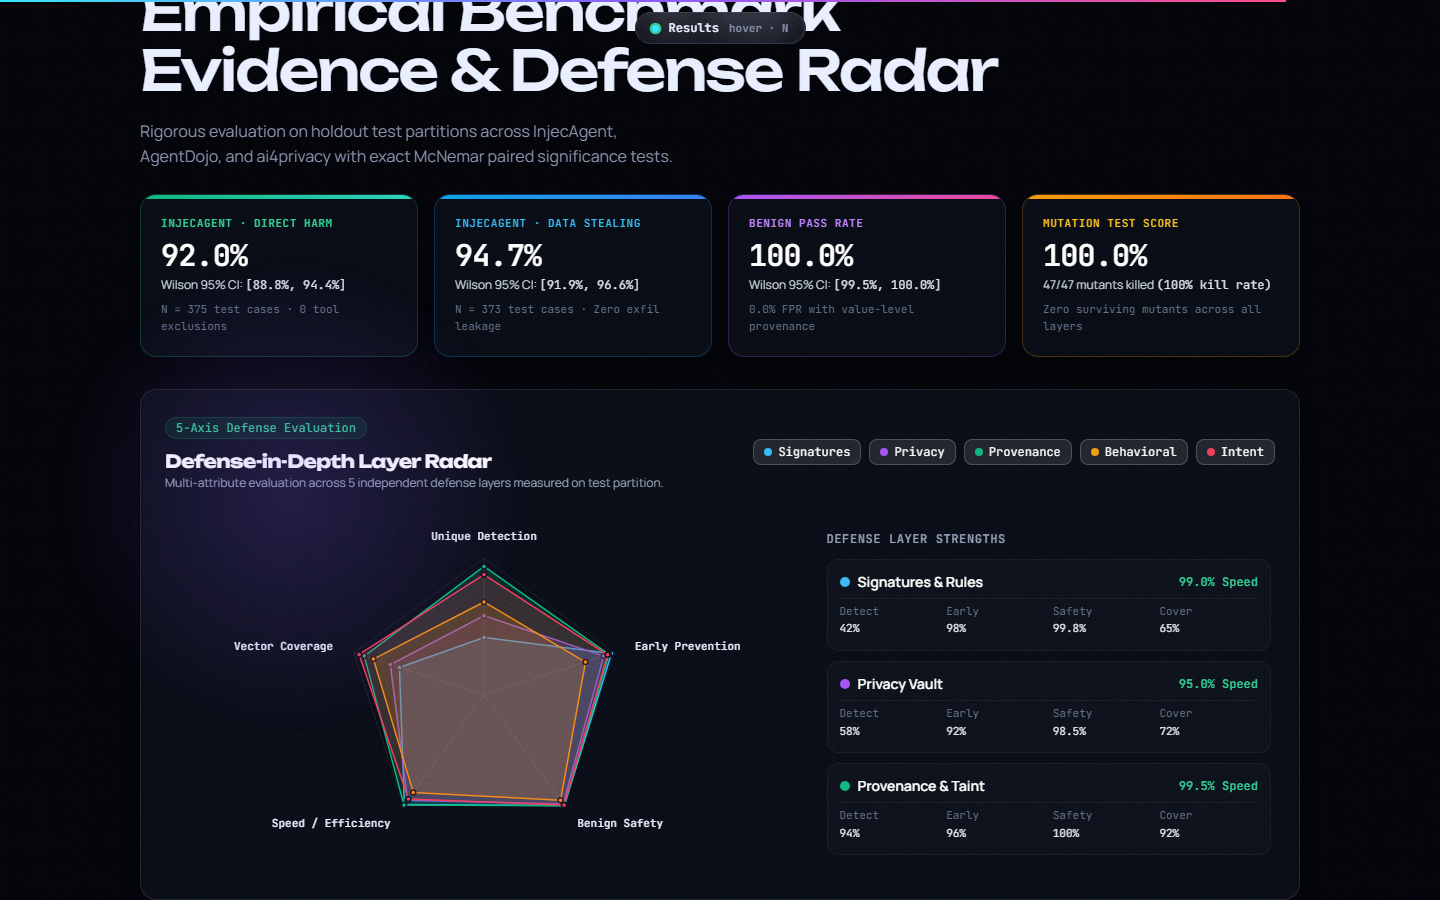 Empirical Benchmark
Results hover · N
Evidence & Defense Radar
Rigorous evaluation on holdout test partitions across InjecAgent,
AgentDojo, and ai4privacy with exact McNemar paired significance tests.
INJECAGENT · DIRECT HARM
92.0%
Wilson 95% CI: [88.8%, 94.4%]
N = 375 test cases · 0 tool
exclusions
INJECAGENT · DATA STEALING
94.7%
Wilson 95% CI: [91.9%, 96.6%]
N = 373 test cases · Zero exfil
leakage
BENIGN PASS RATE
100.0%
Wilson 95% CI: [99.5%, 100.0%]
0.0% FPR with value-level
provenance
MUTATION TEST SCORE
100.0%
47/47 mutants killed (100% kill rate)
Zero surviving mutants across all
layers
5-Axis Defense Evaluation
Defense-in-Depth Layer Radar
Multi-attribute evaluation across 5 independent defense layers measured on test partition.
Signatures
Privacy
Provenance
Behavioral
Intent
Unique Detection
Vector Coverage
Early Prevention
Speed / Efficiency
Benign Safety
DEFENSE LAYER STRENGTHS
Signatures & Rules 99.0% Speed
Detect Early Safety Cover
42% 98% 99.8% 65%
Privacy Vault 95.0% Speed
Detect Early Safety Cover
58% 92% 98.5% 72%
Provenance & Taint 99.5% Speed
Detect Early Safety Cover
94% 96% 100% 92%